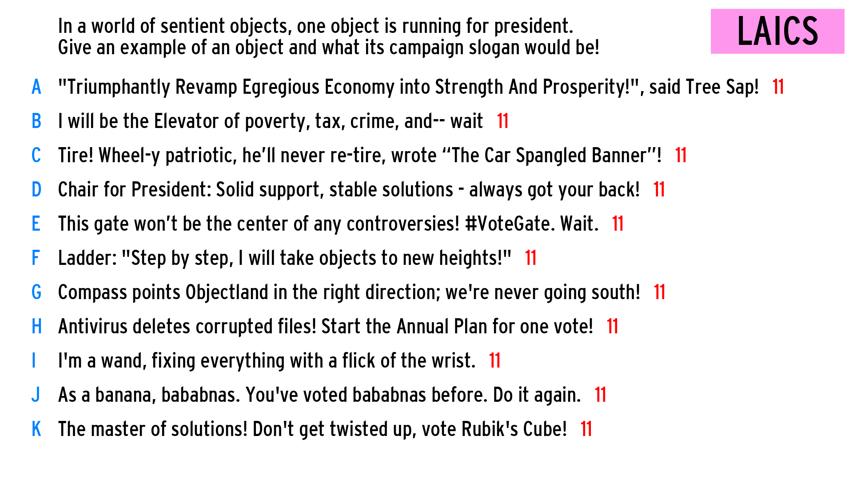 In a world of sentient objects, one object is running for president.
Give an example of an object and what its campaign slogan would be!
LAICS
A "Triumphantly Revamp Egregious Economy into Strength And Prosperity!", said Tree Sap! 11
B I will be the Elevator of poverty, tax, crime, and-- wait 11
C Tire! Wheel-y patriotic, he’ll never re-tire, wrote “The Car Spangled Banner”! 11
D Chair for President: Solid support, stable solutions - always got your back! 11
E This gate won’t be the center of any controversies! #VoteGate. Wait. 11
F Ladder: "Step by step, I will take objects to new heights!" 11
G Compass points Objectland in the right direction; we're never going south! 11
H Antivirus deletes corrupted files! Start the Annual Plan for one vote! 11
I I'm a wand, fixing everything with a flick of the wrist. 11
J As a banana, bababnas. You've voted bababnas before. Do it again. 11
K The master of solutions! Don't get twisted up, vote Rubik's Cube! 11